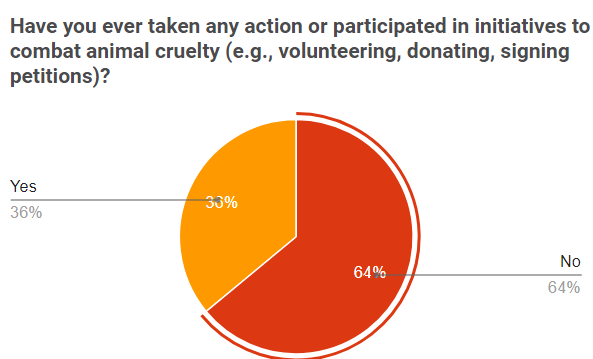 Have you ever taken any action or participated in initiatives to
combat animal cruelty (e.g., volunteering, donating, signing
petitions)?
Yes
36%
36%
64%
No
64%